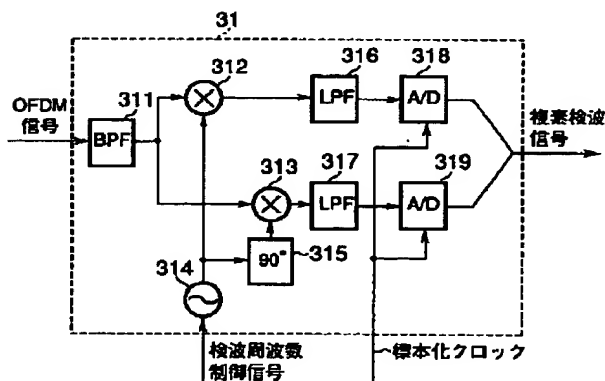 31
OFDM
信号
311
BPF
312
316
LPF
318
A/D
複素検波
信号
313
317
LPF
319
A/D
314
90°
315
検波周波数
制御信号
標本化クロック